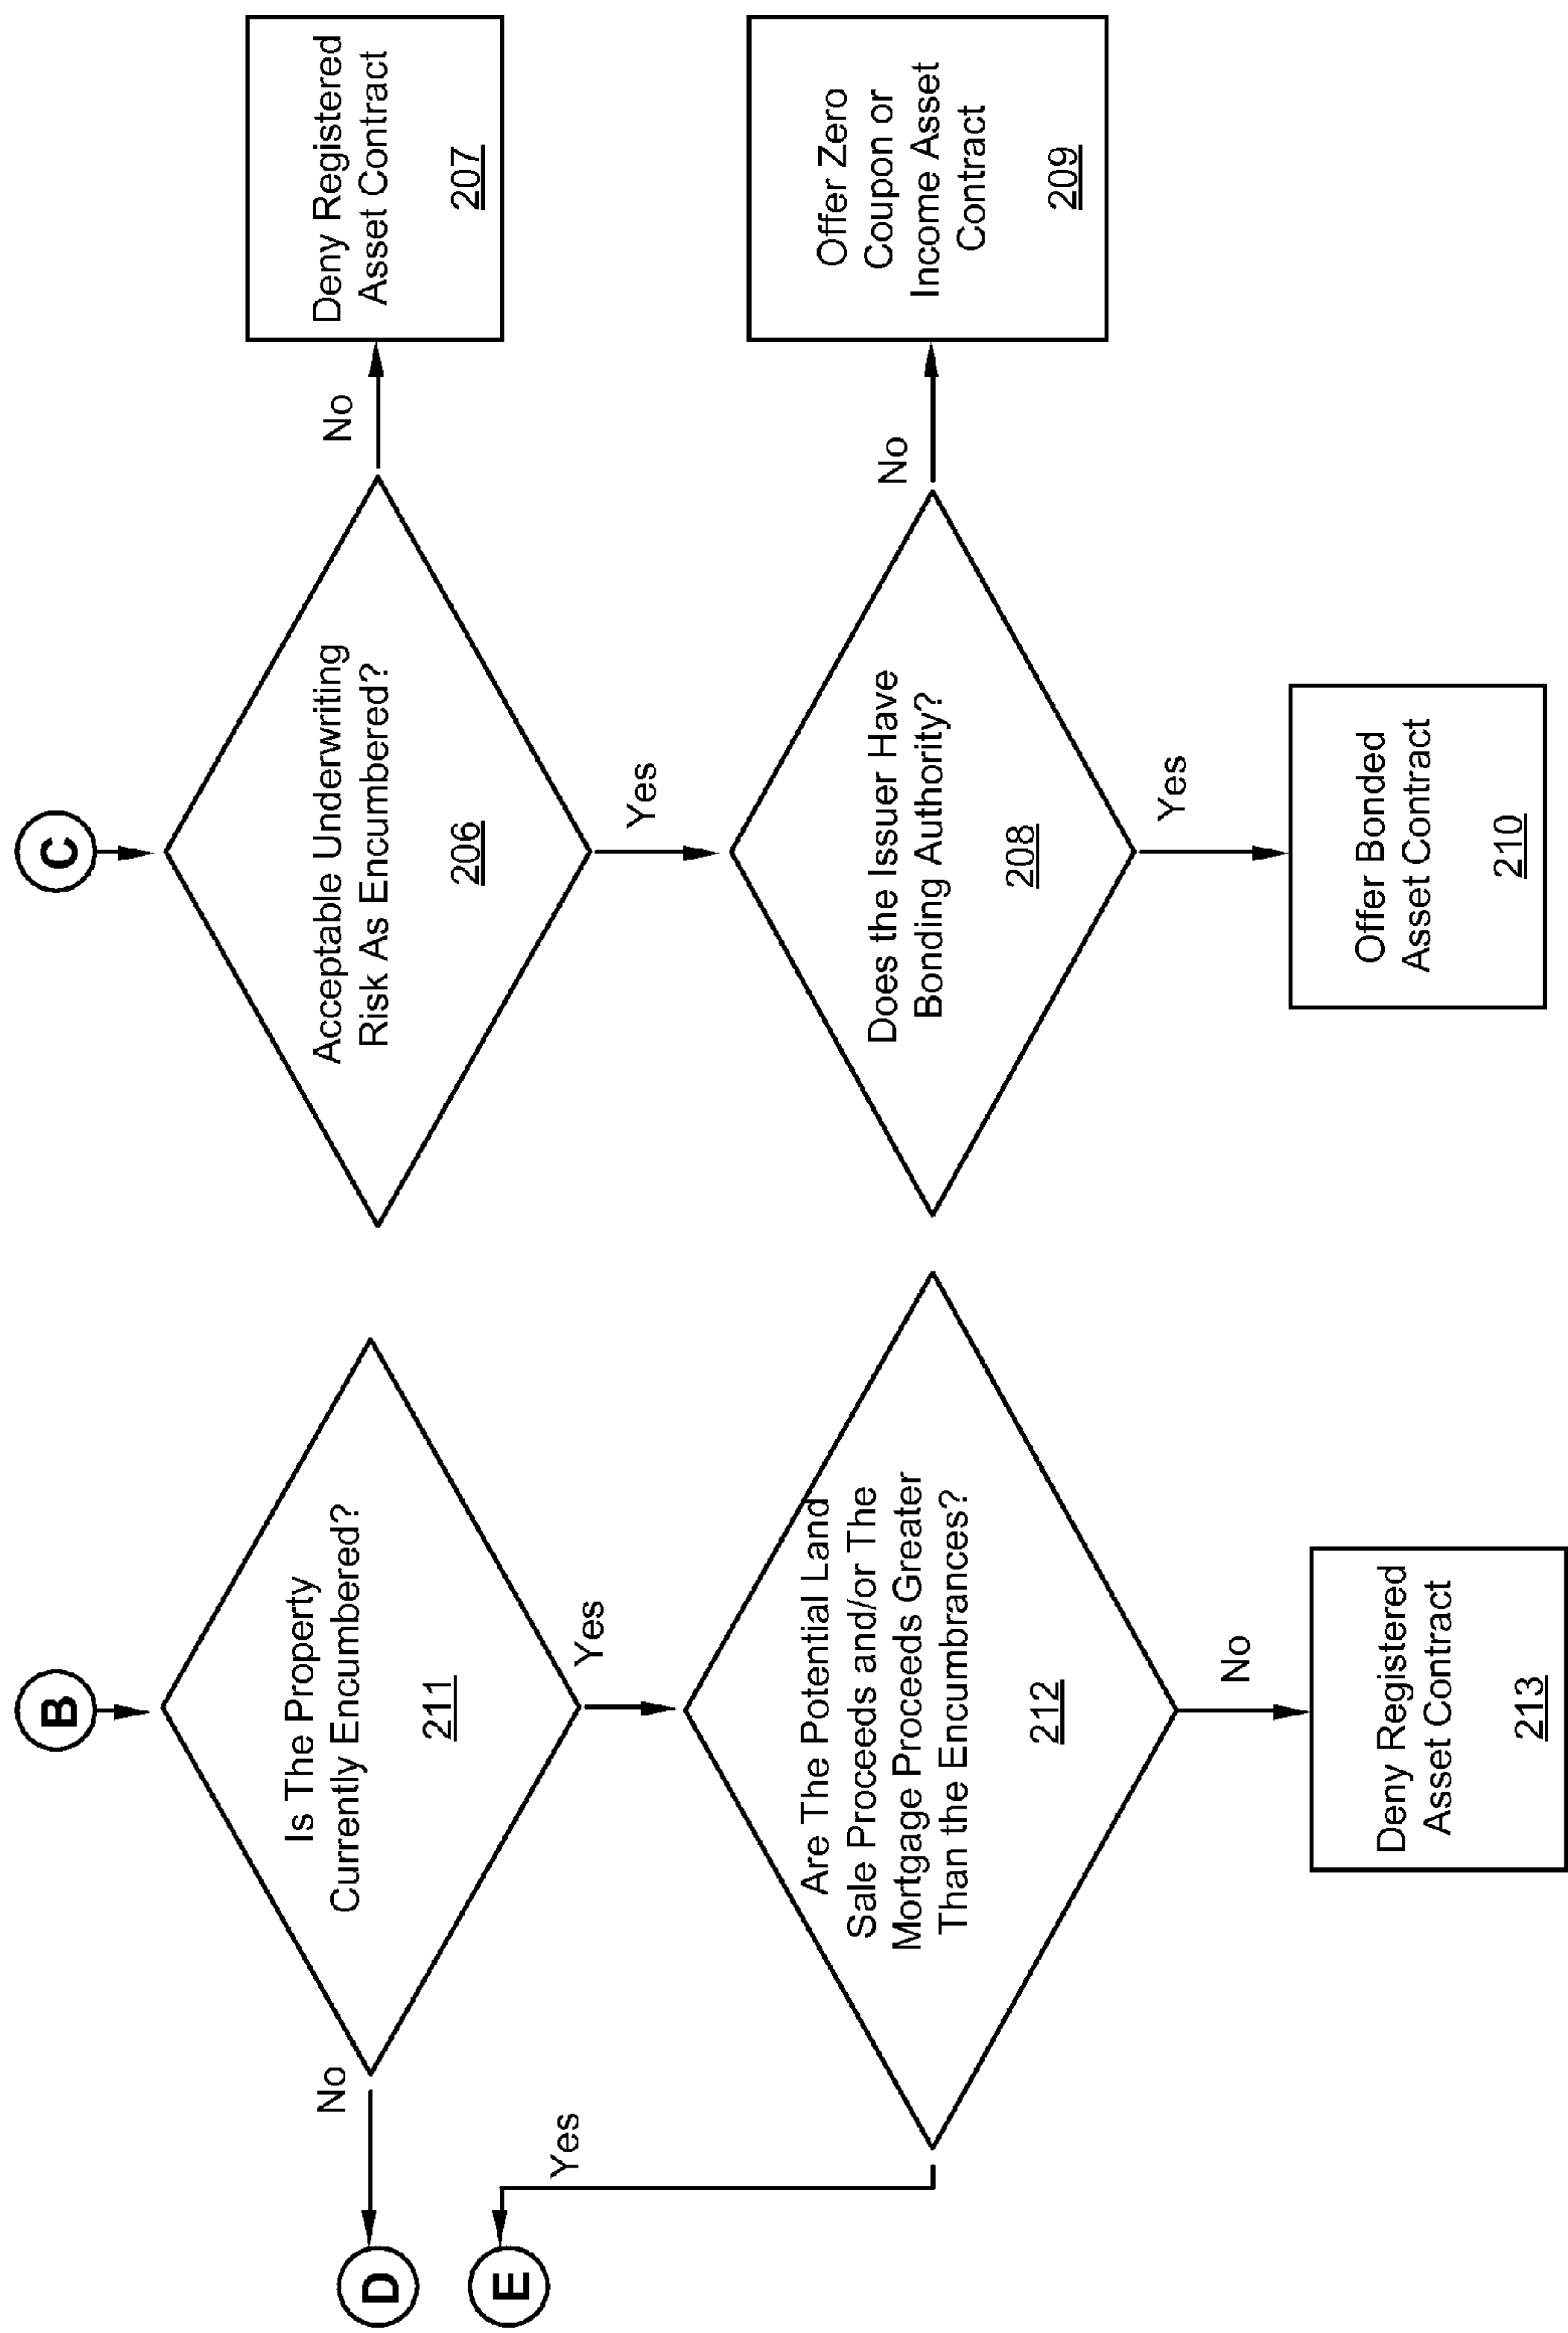 B
Is The Property
Currently Encumbered?
211
No
D
Yes
Are The Potential Land
Sale Proceeds and/or The
Mortgage Proceeds Greater
Than the Encumbrances?
212
Yes
E
No
Deny Registered
Asset Contract
213
C
Acceptable Underwriting
Risk As Encumbered?
206
No
Deny Registered
Asset Contract
207
Yes
Does the Issuer Have
Bonding Authority?
208
No
Offer Zero
Coupon or
Income Asset
Contract
209
Yes
Offer Bonded
Asset Contract
210